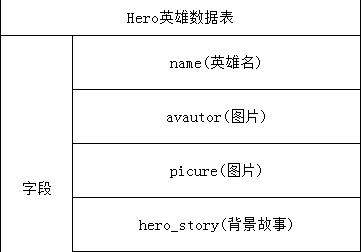 Hero英雄数据表
name(英雄名)
avautor(图片)
picure(图片)
字段
hero_story(背景故事)